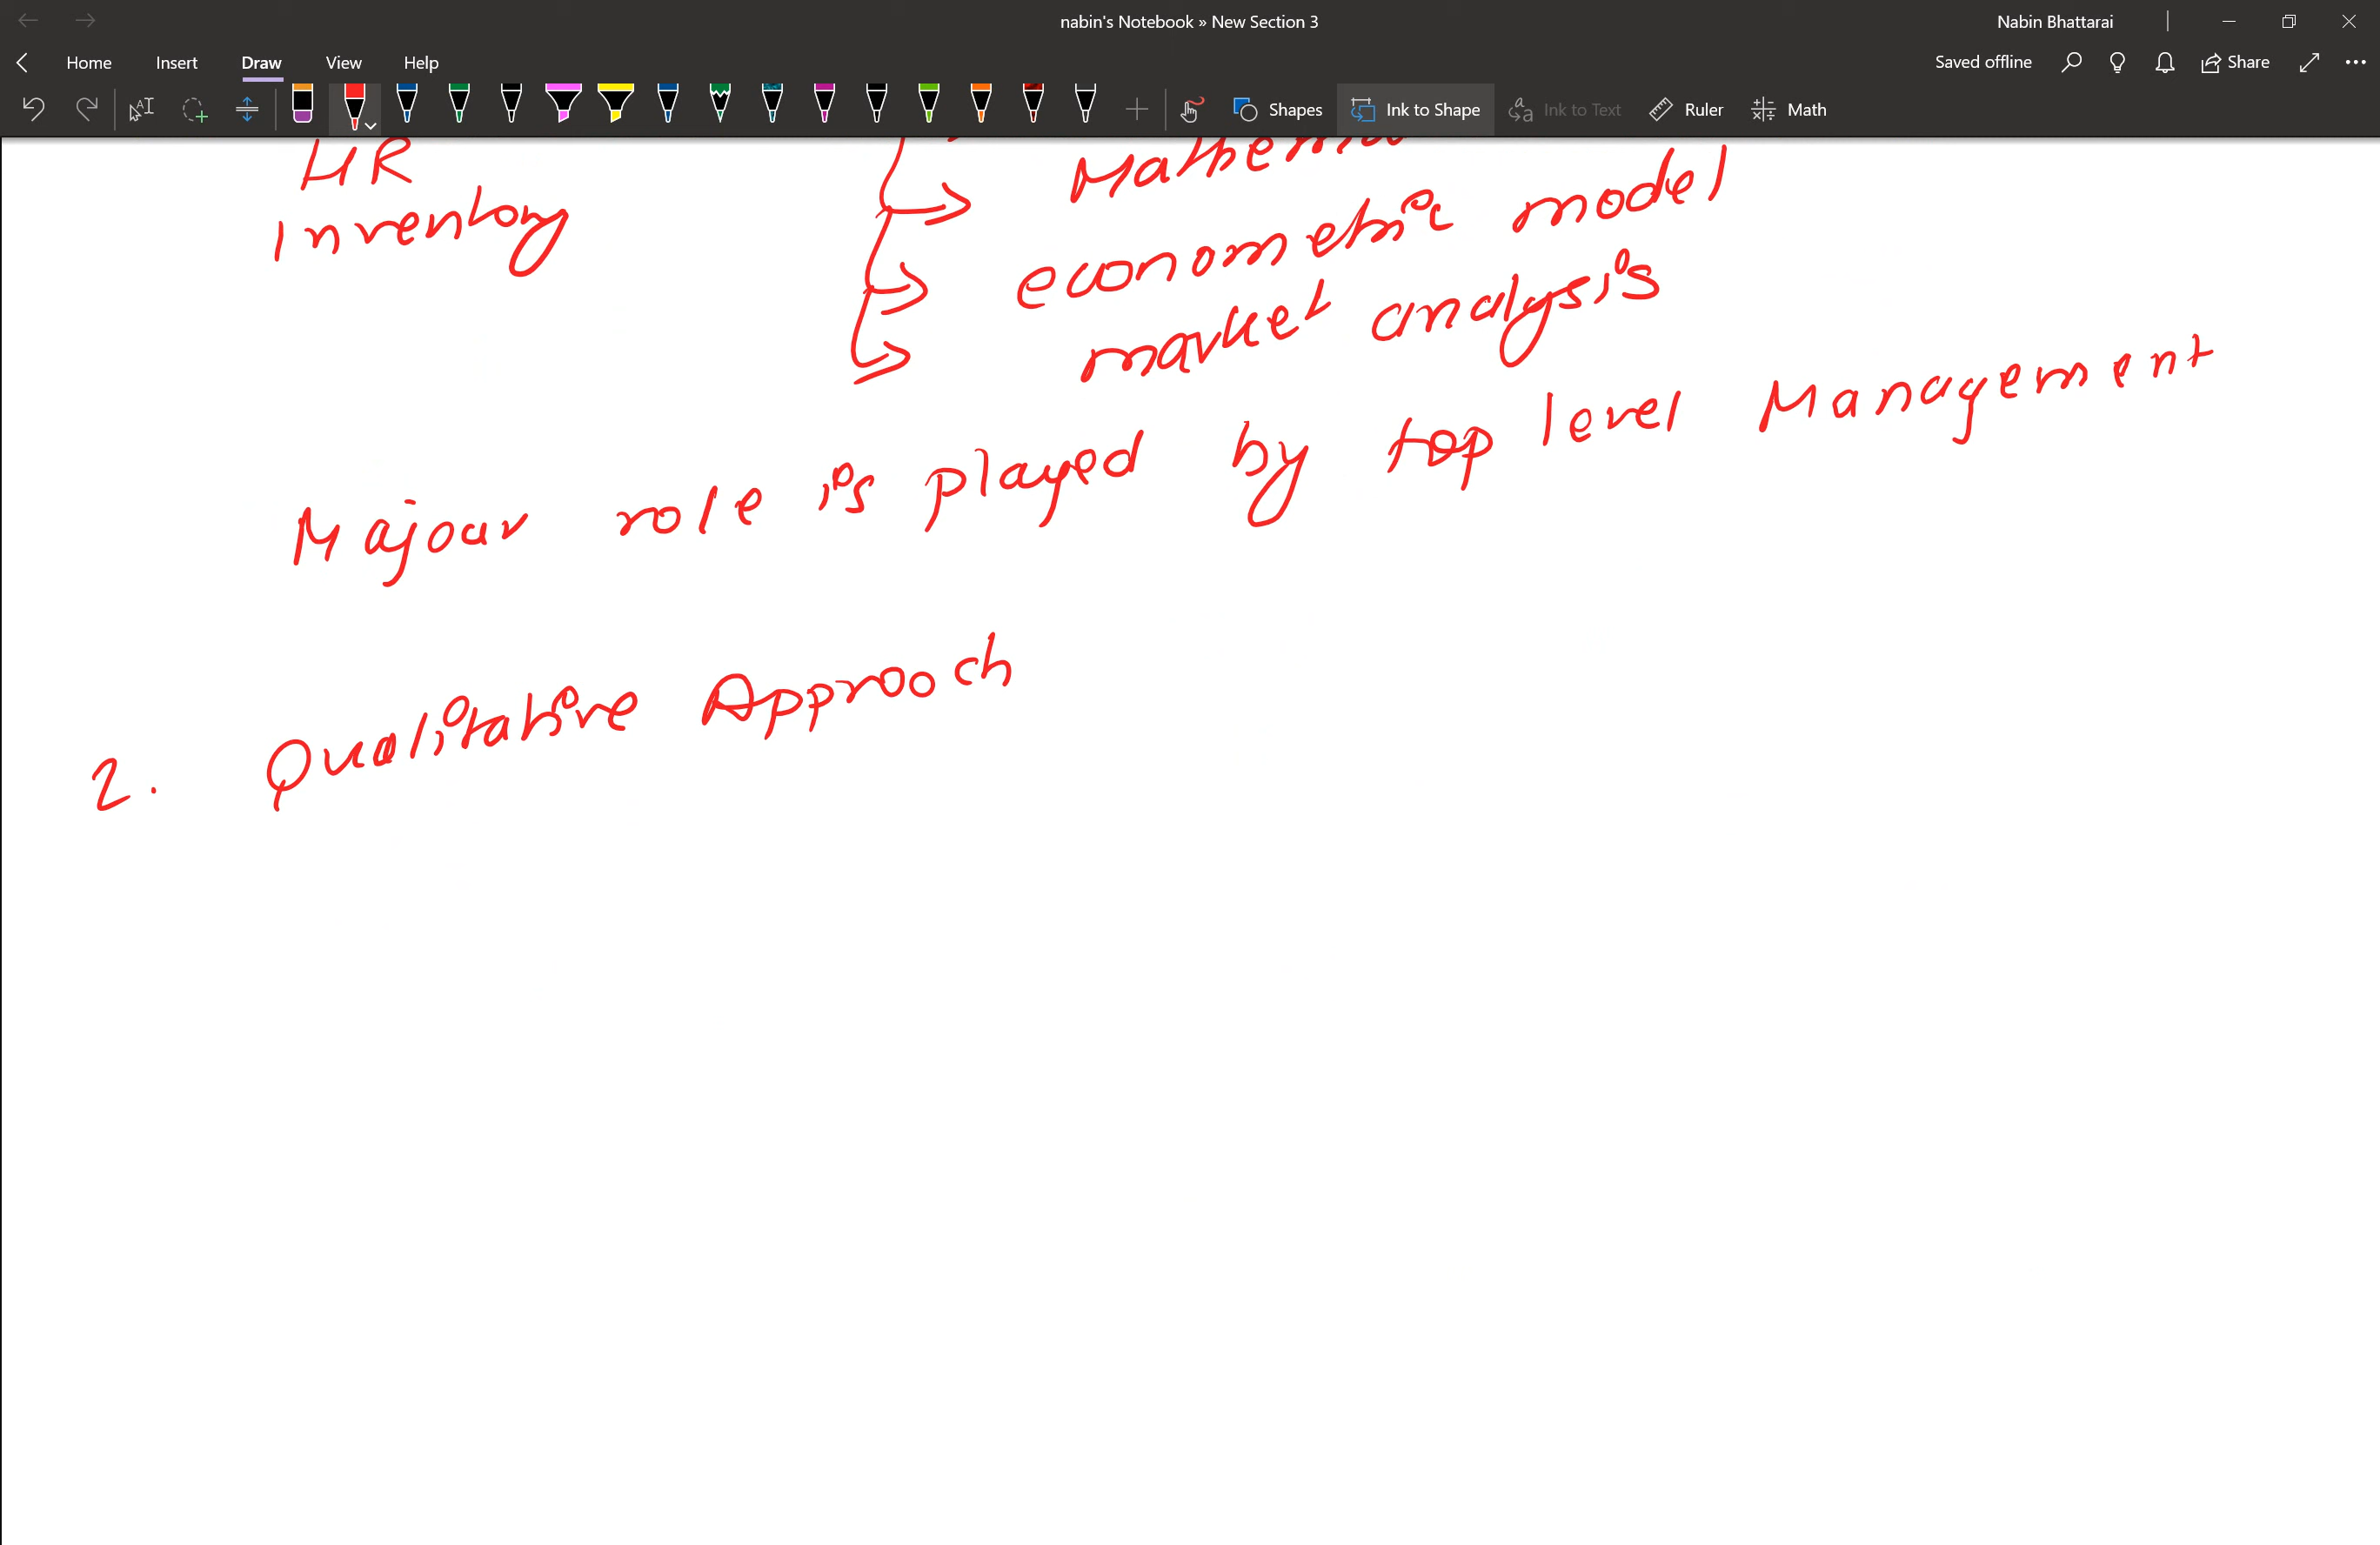 nabin's Notebook » New Section 3
Nabin Bhattarai
Home Insert Draw View Help
Saved offline
Share
Shapes Ink to Shape Ink to Text Ruler Math
HR
inventory
econometric model
market analysis
Majour role is played by top level Management
2. Qualitative Approoch